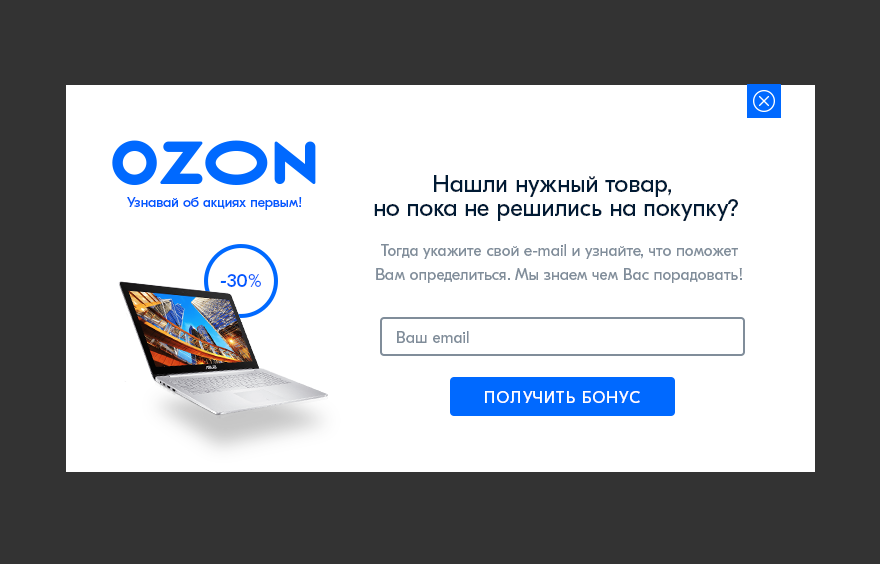 OZON
Узнавай об акциях первым!
-30%
ASUS
Нашли нужный товар,
но пока не решились на покупку?
Тогда укажите свой e-mail и узнайте, что поможет
Вам определиться. Мы знаем чем Вас порадовать!
Ваш email
ПОЛУЧИТЬ БОНУС